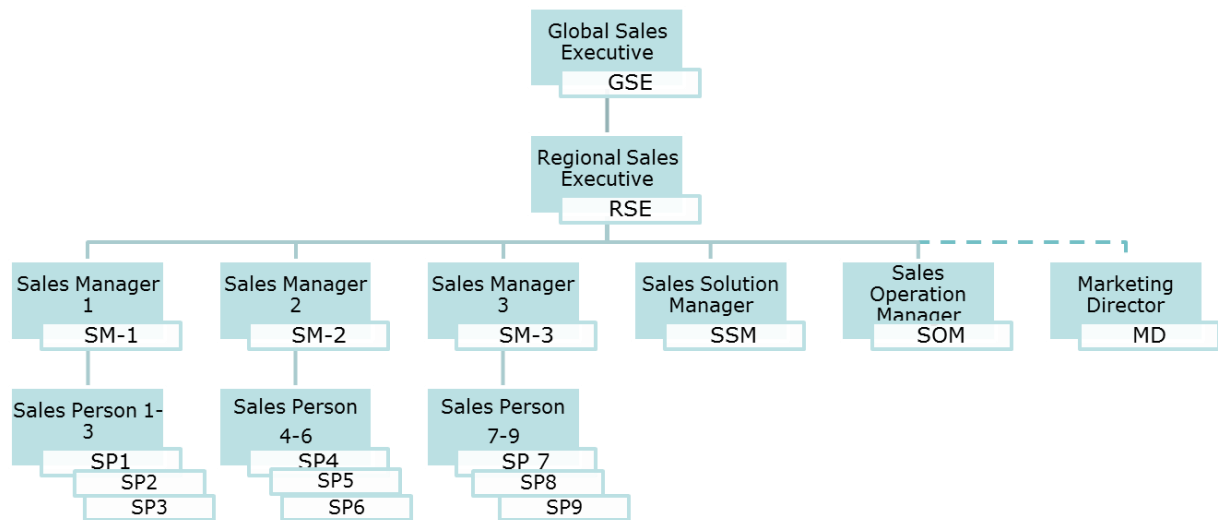 Global Sales
Executive
GSE
Regional Sales
Executive
RSE
Sales Manager
1
SM-1
Sales Manager
2
SM-2
Sales Manager
3
SM-3
Sales Solution
Manager
SSM
Sales
Operation
Manager
SOM
Marketing
Director
MD
Sales Person 1-
3
SP1
SP2
SP3
Sales Person
4-6
SP4
SP5
SP6
Sales Person
7-9
SP 7
SP8
SP9